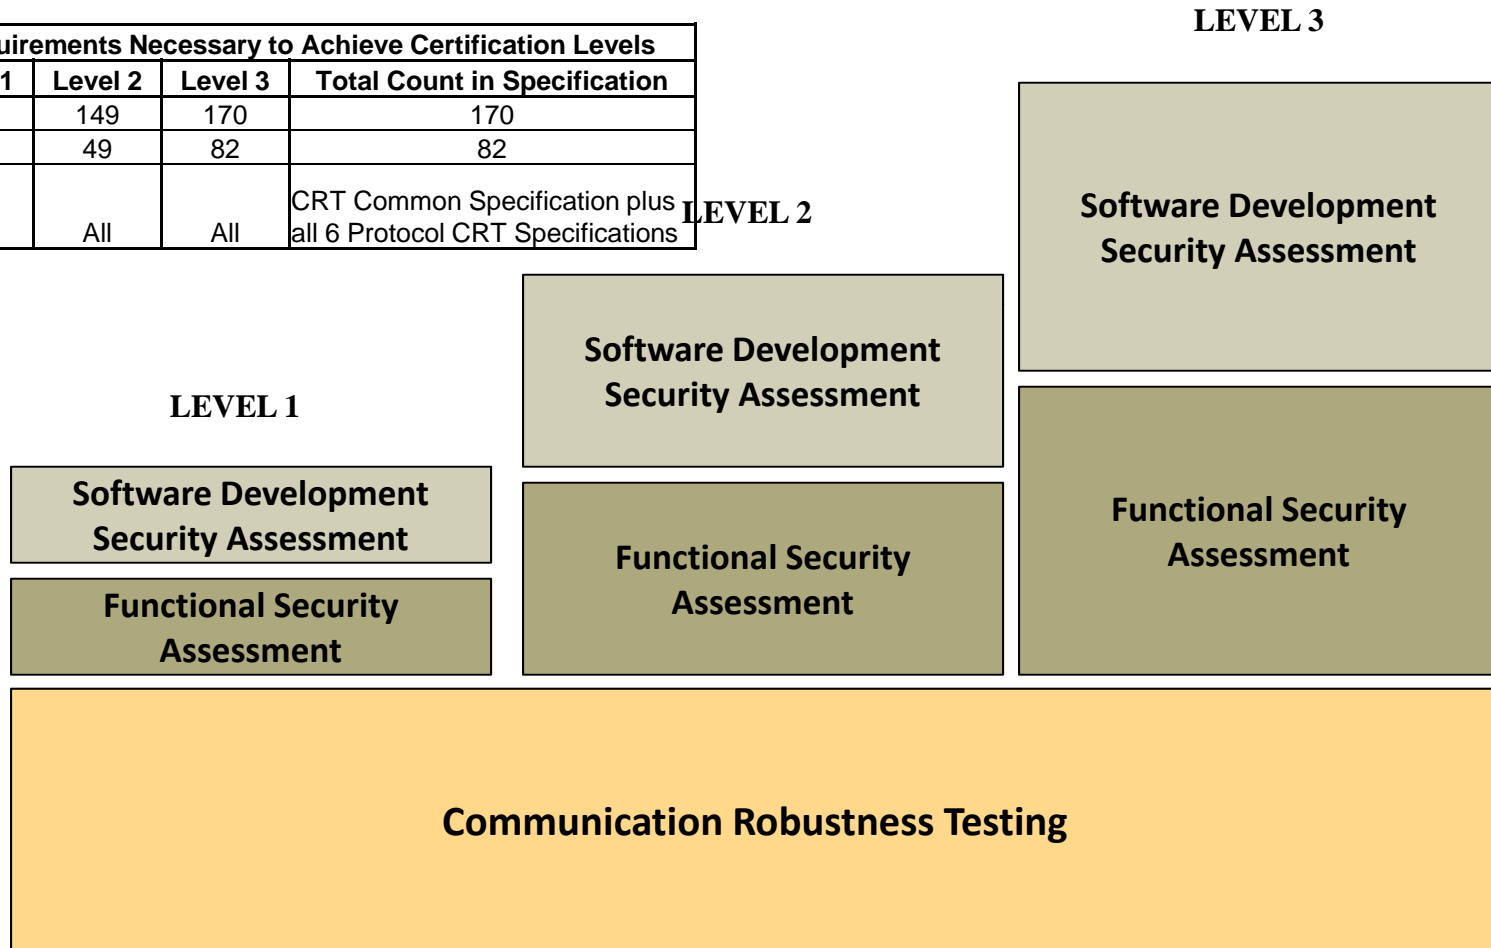 LEVEL 3
uirements Necessary to Achieve Certification Levels
1 Level 2 Level 3 Total Count in Specification
149 170 170
49 82 82
All All CRT Common Specification plus
all 6 Protocol CRT Specifications
LEVEL 2
Software Development
Security Assessment
Software Development
Security Assessment
LEVEL 1
Software Development
Security Assessment
Functional Security
Assessment
Functional Security
Assessment
Functional Security
Assessment
Communication Robustness Testing